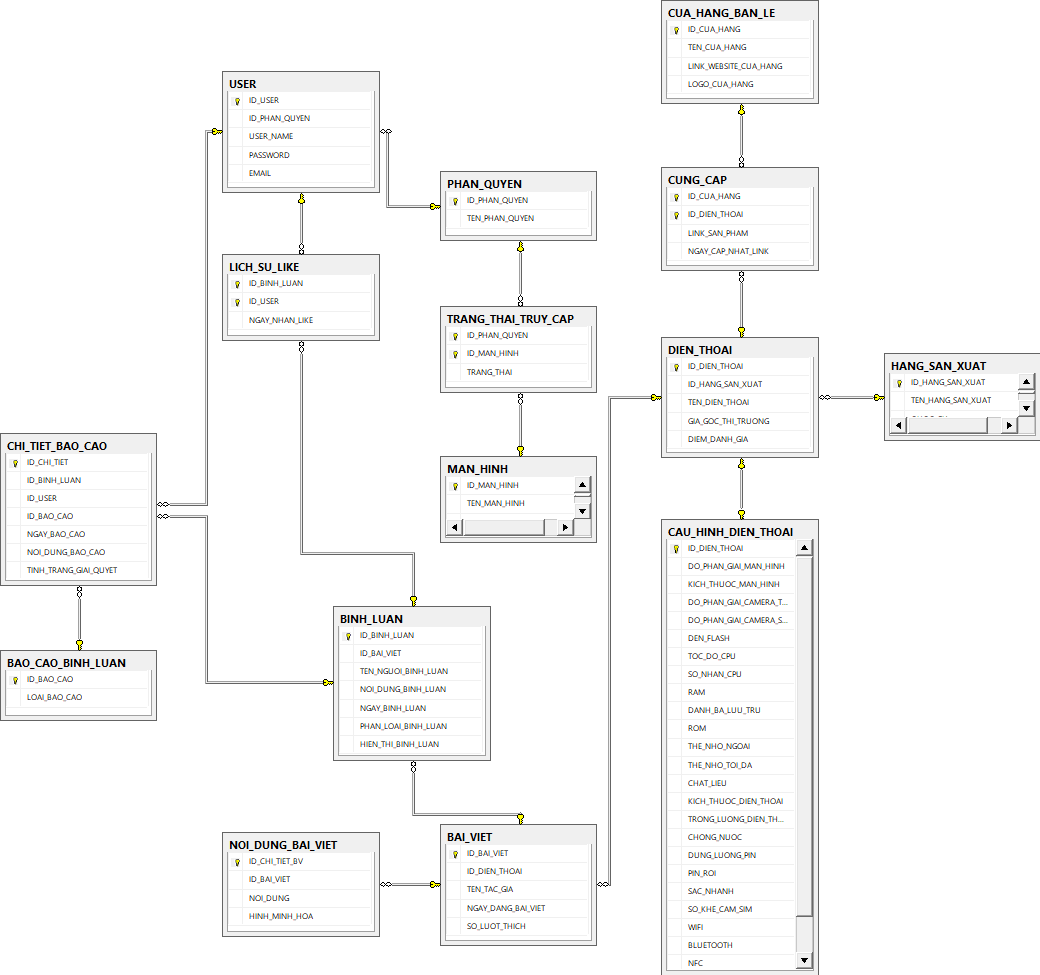 CUA_HANG_BAN_LE
ID_CUA_HANG
TEN_CUA_HANG
LINK_WEBSITE_CUA_HANG
LOGO_CUA_HANG
USER
ID_USER
ID_PHAN_QUYEN
USER_NAME
PASSWORD
EMAIL
PHAN_QUYEN
ID_PHAN_QUYEN
TEN_PHAN_QUYEN
CUNG_CAP
ID_CUA_HANG
ID_DIEN_THOAI
LINK_SAN_PHAM
NGAY_CAP_NHAT_LINK
LICH_SU_LIKE
ID_BINH_LUAN
ID_USER
NGAY_NHAN_LIKE
TRANG_THAI_TRUY_CAP
ID_PHAN_QUYEN
ID_MAN_HINH
TRANG_THAI
DIEN_THOAI
ID_DIEN_THOAI
ID_HANG_SAN_XUAT
TEN_DIEN_THOAI
GIA_GOC_THI_TRUONG
DIEM_DANH_GIA
HANG_SAN_XUAT
ID_HANG_SAN_XUAT
TEN_HANG_SAN_XUAT
CHI_TIET_BAO_CAO
ID_CHI_TIET
ID_BINH_LUAN
ID_USER
ID_BAO_CAO
NGAY_BAO_CAO
NOI_DUNG_BAO_CAO
TINH_TRANG_GIAI_QUYET
MAN_HINH
ID_MAN_HINH
TEN_MAN_HINH
CAU_HINH_DIEN_THOAI
ID_DIEN_THOAI
DO_PHAN_GIAI_MAN_HINH
KICH_THUOC_MAN_HINH
DO_PHAN_GIAI_CAMERA_T...
DO_PHAN_GIAI_CAMERA_S...
DEN_FLASH
TOC_DO_CPU
SO_NHAN_CPU
RAM
DANH_BA_LUU_TRU
ROM
THE_NHO_NGOAI
THE_NHO_TOI_DA
CHAT_LIEU
KICH_THUOC_DIEN_THOAI
TRONG_LUONG_DIEN_TH...
CHONG_NUOC
DUNG_LUONG_PIN
PIN_ROI
SAC_NHANH
SO_KHE_CAM_SIM
WIFI
BLUETOOTH
NFC
BINH_LUAN
ID_BINH_LUAN
ID_BAI_VIET
TEN_NGUOI_BINH_LUAN
NOI_DUNG_BINH_LUAN
NGAY_BINH_LUAN
PHAN_LOAI_BINH_LUAN
HIEN_THI_BINH_LUAN
BAO_CAO_BINH_LUAN
ID_BAO_CAO
LOAI_BAO_CAO
NOI_DUNG_BAI_VIET
ID_CHI_TIET_BV
ID_BAI_VIET
NOI_DUNG
HINH_MINH_HOA
BAI_VIET
ID_BAI_VIET
ID_DIEN_THOAI
TEN_TAC_GIA
NGAY_DANG_BAI_VIET
SO_LUOT_THICH